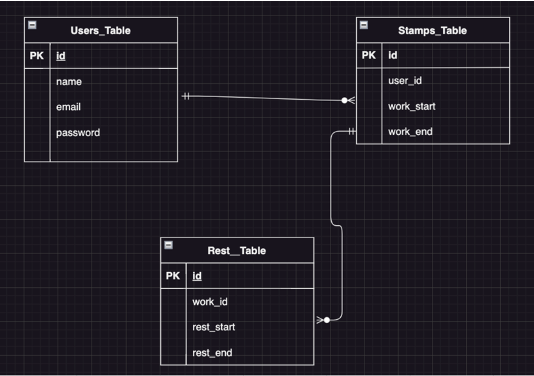 Users_Table
PK id
name
email
password
Stamps_Table
PK id
user_id
work_start
work_end
Rest__Table
PK id
work_id
rest_start
rest_end